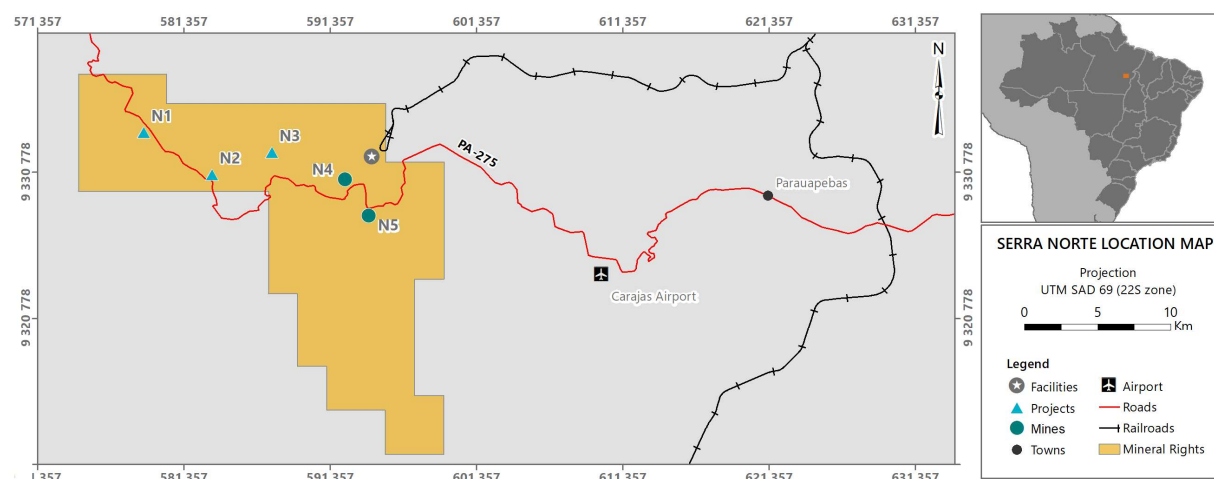 571 357 581 357 591 357 601 357 611 357 621 357 631 357
N
N1
N3
PA-275
N2
N4
9 330 778
9 330 778
Parauapebas
N5
Carajas Airport
9 320 778
9 320 778
.357 581 357 591 357 601 357 611 357 621 357 631 357
SERRA NORTE LOCATION MAP
Projection
UTM SAD 69 (22S zone)
0 5 10
Km
Legend
Facilities Airport
Projects Roads
Mines Railroads
Towns Mineral Rights